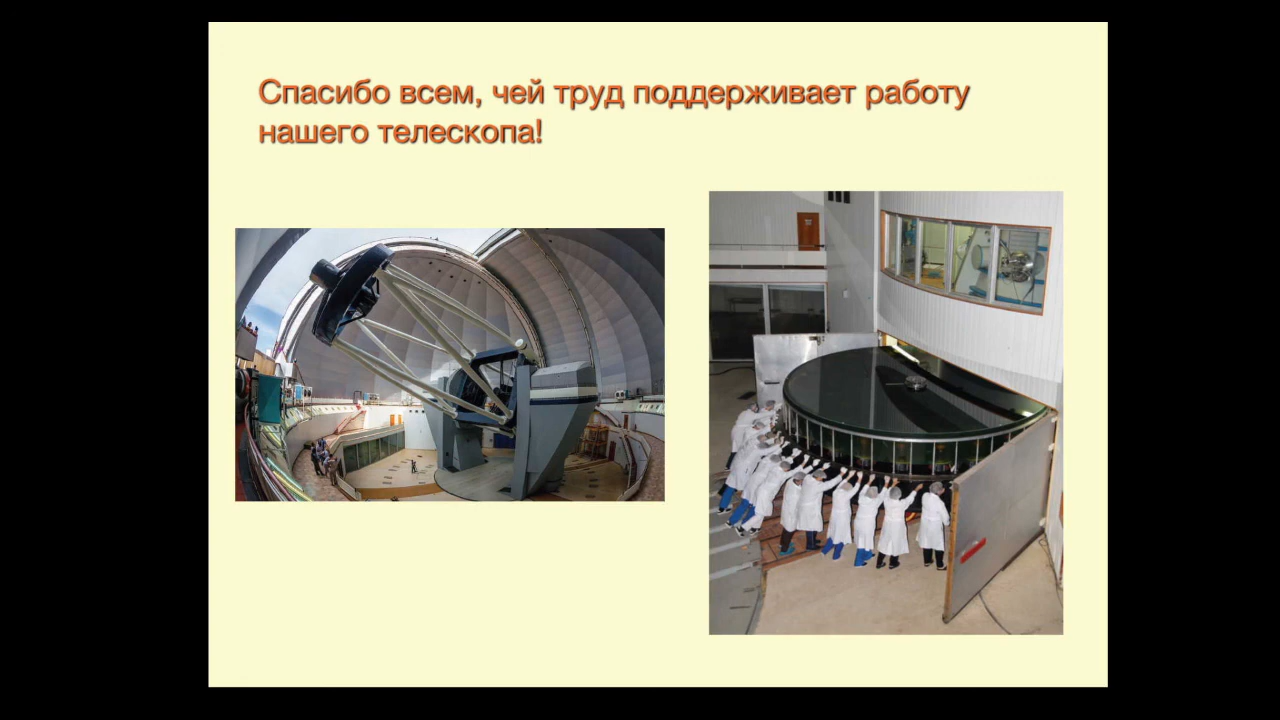 Спасибо всем, чей труд поддерживает работу
нашего телескопа!